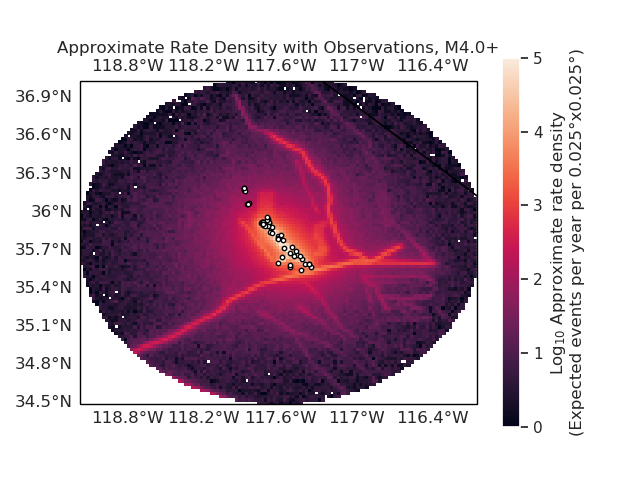 Approximate Rate Density with Observations, M4.0+
118.8°W 118.2°W 117.6°W 117°W 116.4°W
36.9°N
36.6°N
36.3°N
36°N
35.7°N
35.4°N
35.1°N
34.8°N
34.5°N
118.8°W 118.2°W 117.6°W 117°W 116.4°W
5
4
3
2
1
0
Log10 Approximate rate density
(Expected events per year per 0.025°x0.025°)